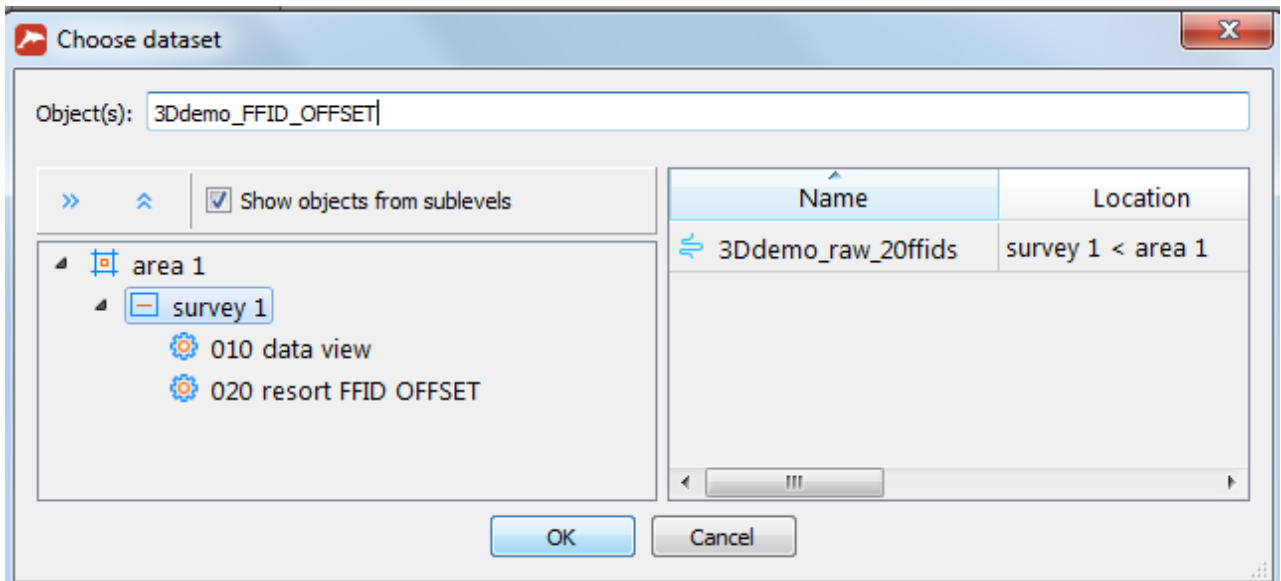 Choose dataset
Object(s): 3Ddemo_FFID_OFFSET
Show objects from sublevels
Name Location
area 1
3Ddemo_raw_20ffids survey 1 < area 1
survey 1
010 data view
020 resort FFID OFFSET
OK Cancel